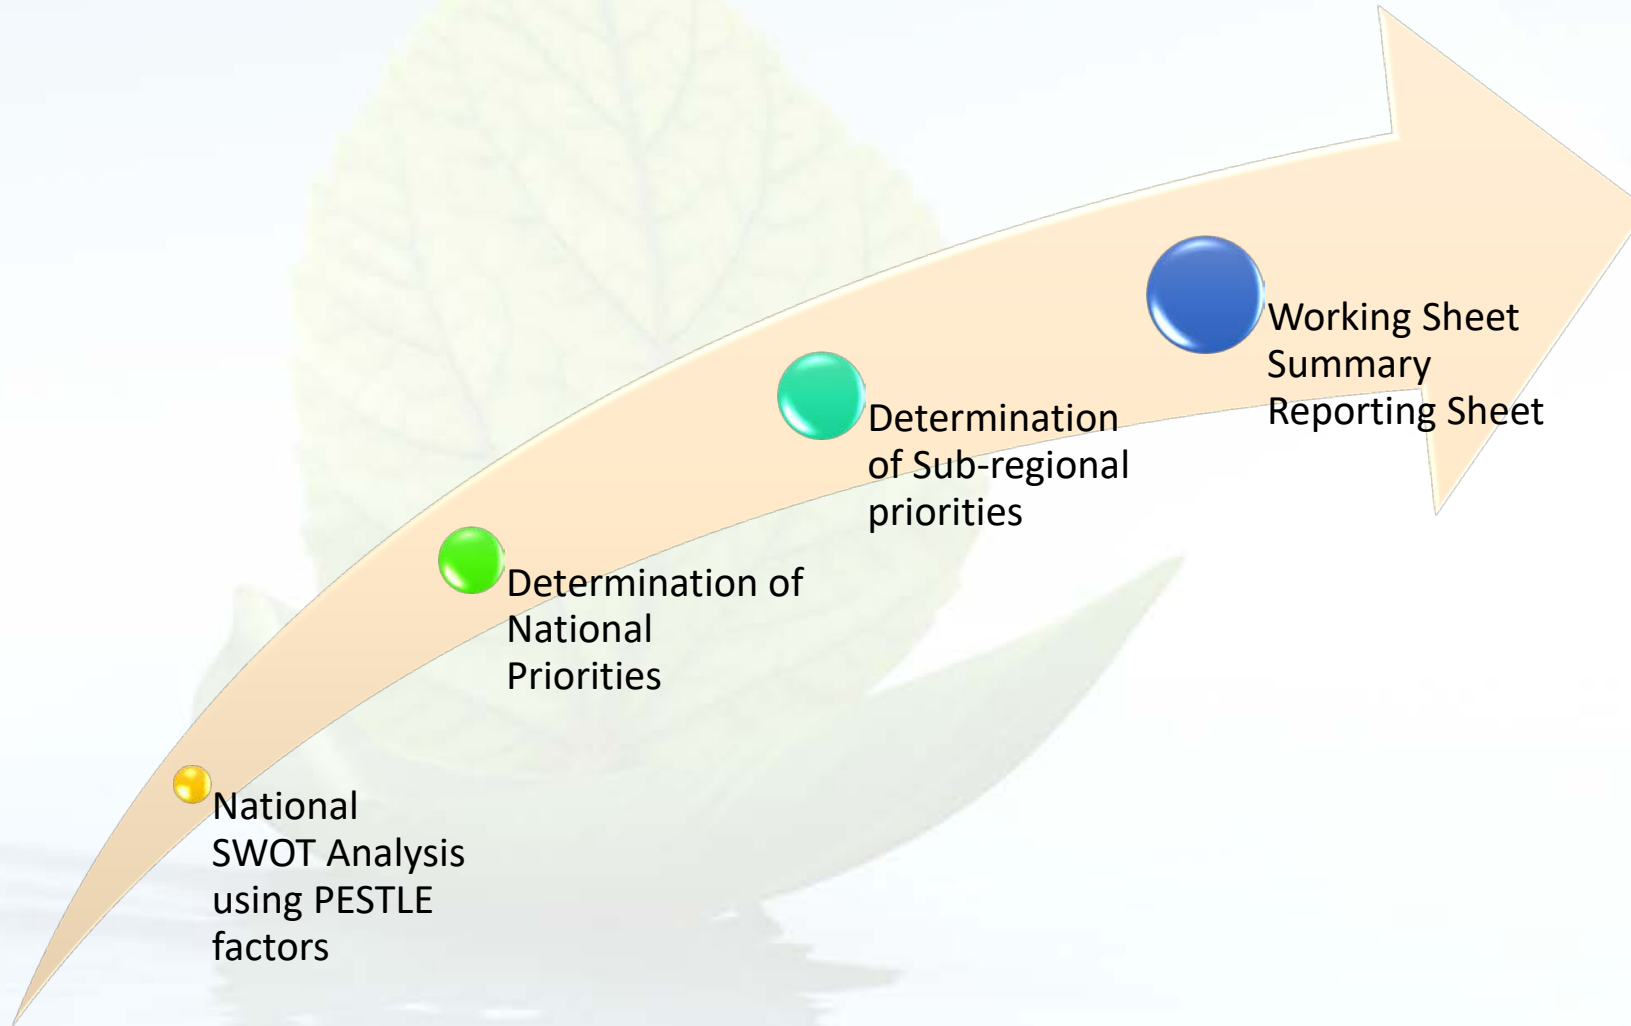 National
SWOT Analysis
using PESTLE
factors
Determination of
National
Priorities
Determination
of Sub-regional
priorities
Working Sheet
Summary
Reporting Sheet